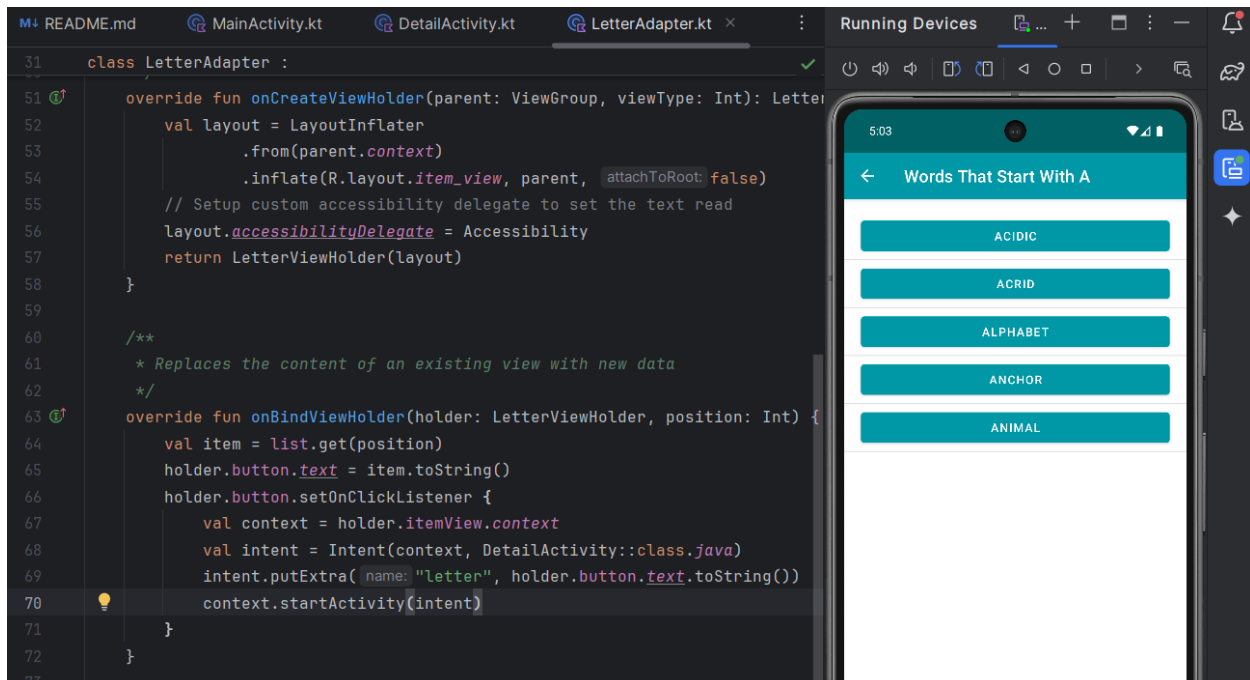 M↓ README.md MainActivity.kt DetailActivity.kt LetterAdapter.kt × Running Devices ...
31 class LetterAdapter :
51 override fun onCreateViewHolder(parent: ViewGroup, viewType: Int): Letter
52 val layout = LayoutInflater
53 .from(parent.context)
54 .inflate(R.layout.item_view, parent, attachToRoot: false)
55 // Setup custom accessibility delegate to set the text read
56 layout.accessibilityDelegate = Accessibility
57 return LetterViewHolder(layout)
58 }
59
60 /**
61 * Replaces the content of an existing view with new data
62 */
63 override fun onBindViewHolder(holder: LetterViewHolder, position: Int) {
64 val item = list.get(position)
65 holder.button.text = item.toString()
66 holder.button.setOnClickListener {
67 val context = holder.itemView.context
68 val intent = Intent(context, DetailActivity::class.java)
69 intent.putExtra( name: "letter", holder.button.text.toString())
70 context.startActivity(intent)
71 }
72 }
5:03
Words That Start With A
ACIDIC
ACRID
ALPHABET
ANCHOR
ANIMAL